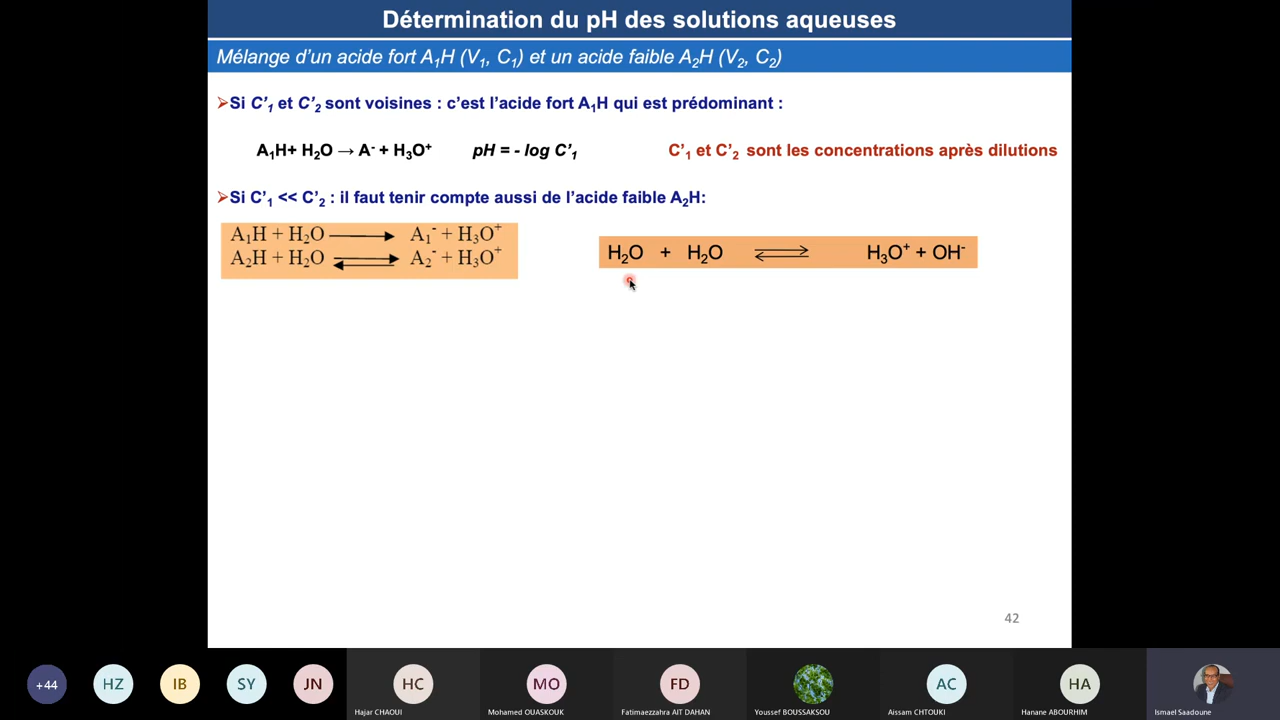 Détermination du pH des solutions aqueuses
Mélange d'un acide fort A₁H (V₁, C₁) et un acide faible A₂H (V₂, C₂)
➢Si C'₁ et C'₂ sont voisines : c'est l'acide fort A₁H qui est prédominant :
A₁H+ H₂O → A⁻ + H₃O⁺ pH = - log C'₁ C'₁ et C'₂ sont les concentrations après dilutions
➢Si C'₁ << C'₂ : il faut tenir compte aussi de l'acide faible A₂H:
A₁H + H₂O ⟶ A₁⁻ + H₃O⁺
A₂H + H₂O ⇌ A₂⁻ + H₃O⁺
H₂O + H₂O ⇌ H₃O⁺ + OH⁻
42
+44 HZ IB SY JN HC MO FD AC HA
Hajar CHAOUI Mohamed OUASKOUK Fatimaezzahra AIT DAHAN Youssef BOUSSAKSOU Aissam CHTOUKI Hanane ABOURHIM Ismael Saadoune